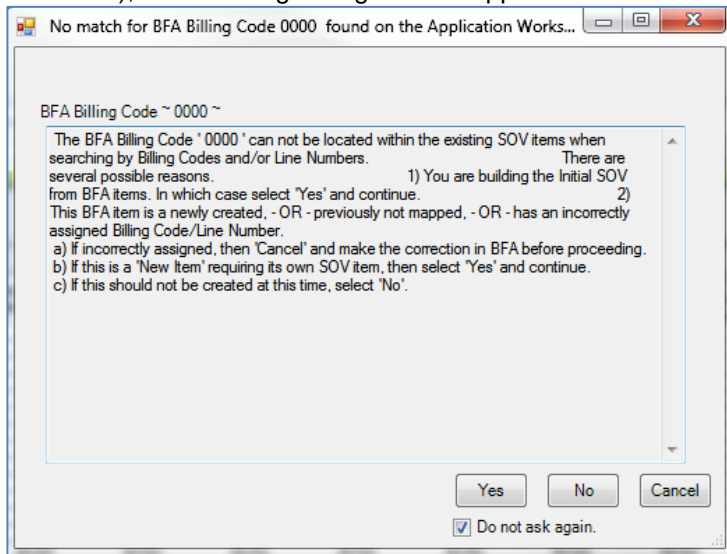 No match for BFA Billing Code 0000 found on the Application Works...
BFA Billing Code ~ 0000 ~
The BFA Billing Code ' 0000 ' can not be located within the existing SOV items when
searching by Billing Codes and/or Line Numbers. There are
several possible reasons. 1) You are building the Initial SOV
from BFA items. In which case select 'Yes' and continue. 2)
This BFA item is a newly created, - OR - previously not mapped, - OR - has an incorrectly
assigned Billing Code/Line Number.
a) If incorrectly assigned, then 'Cancel' and make the correction in BFA before proceeding.
b) If this is a 'New Item' requiring its own SOV item, then select 'Yes' and continue.
c) If this should not be created at this time, select 'No'.
Yes No Cancel
Do not ask again.